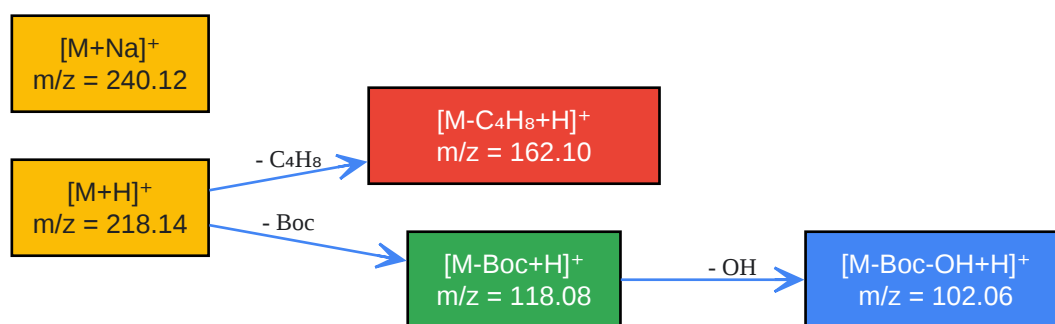 [M+Na]⁺
m/z = 240.12
[M-C₄H₈+H]⁺
m/z = 162.10
- C₄H₈
[M+H]⁺
m/z = 218.14
- Boc
[M-Boc+H]⁺
m/z = 118.08
- OH
[M-Boc-OH+H]⁺
m/z = 102.06